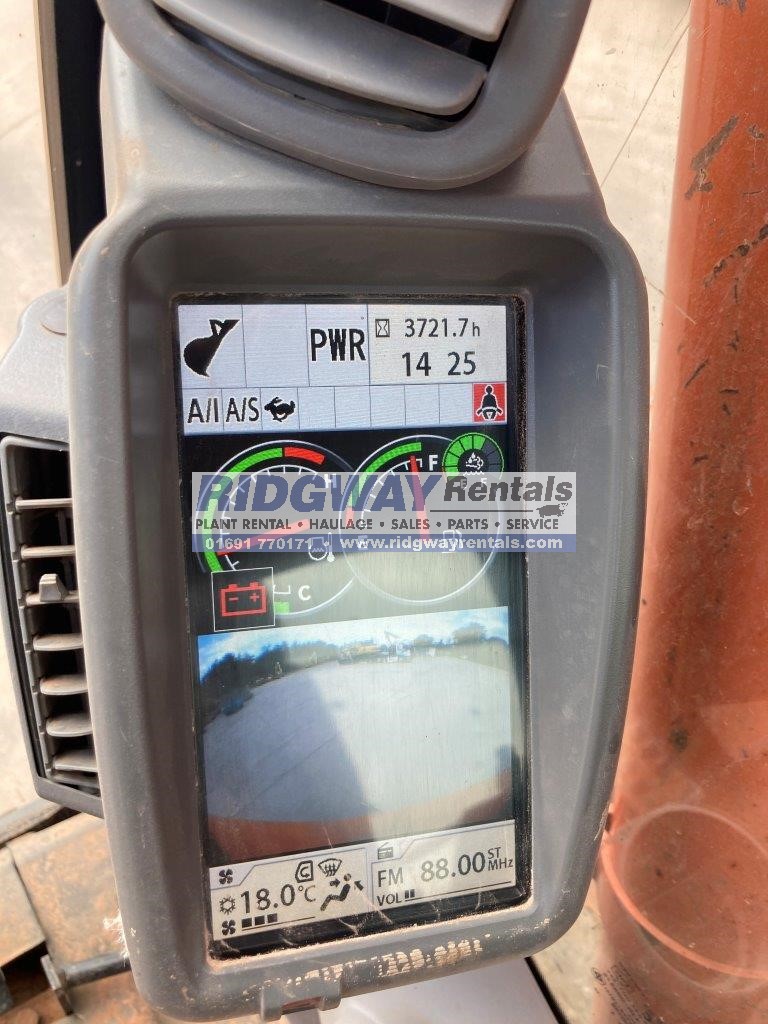 PWR
3721.7h
14 25
A/I A/S
F
H
RIDGWAY Rentals
PLANT RENTAL • HAULAGE • SALES • PARTS • SERVICE
01691 770171 www.ridgwayrentals.com
- +
C
18.0°C
FM 88.00 ST MHz
VOL